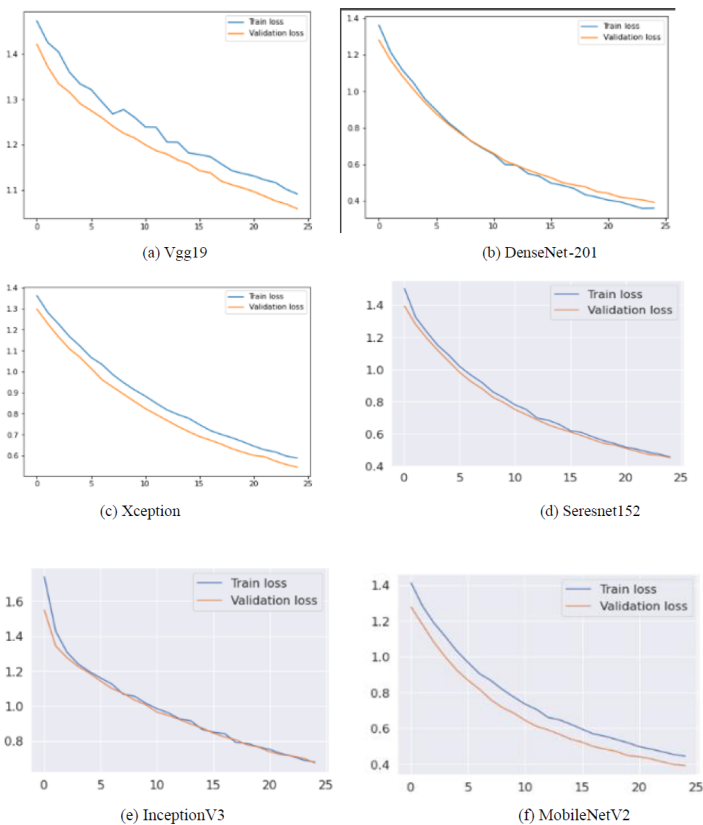 Train loss
Validation loss
1.4
1.3
1.2
1.1
0 5 10 15 20 25
(a) Vgg19
Train loss
Validation loss
1.4
1.2
1.0
0.8
0.6
0.4
0 5 10 15 20 25
(b) DenseNet-201
Train loss
Validation loss
1.4
1.3
1.2
1.1
1.0
0.9
0.8
0.7
0.6
0 5 10 15 20 25
(c) Xception
Train loss
Validation loss
1.4
1.2
1.0
0.8
0.6
0.4
0 5 10 15 20 25
(d) Seresnet152
Train loss
Validation loss
1.6
1.4
1.2
1.0
0.8
0 5 10 15 20 25
(e) InceptionV3
Train loss
Validation loss
1.4
1.2
1.0
0.8
0.6
0.4
0 5 10 15 20 25
(f) MobileNetV2